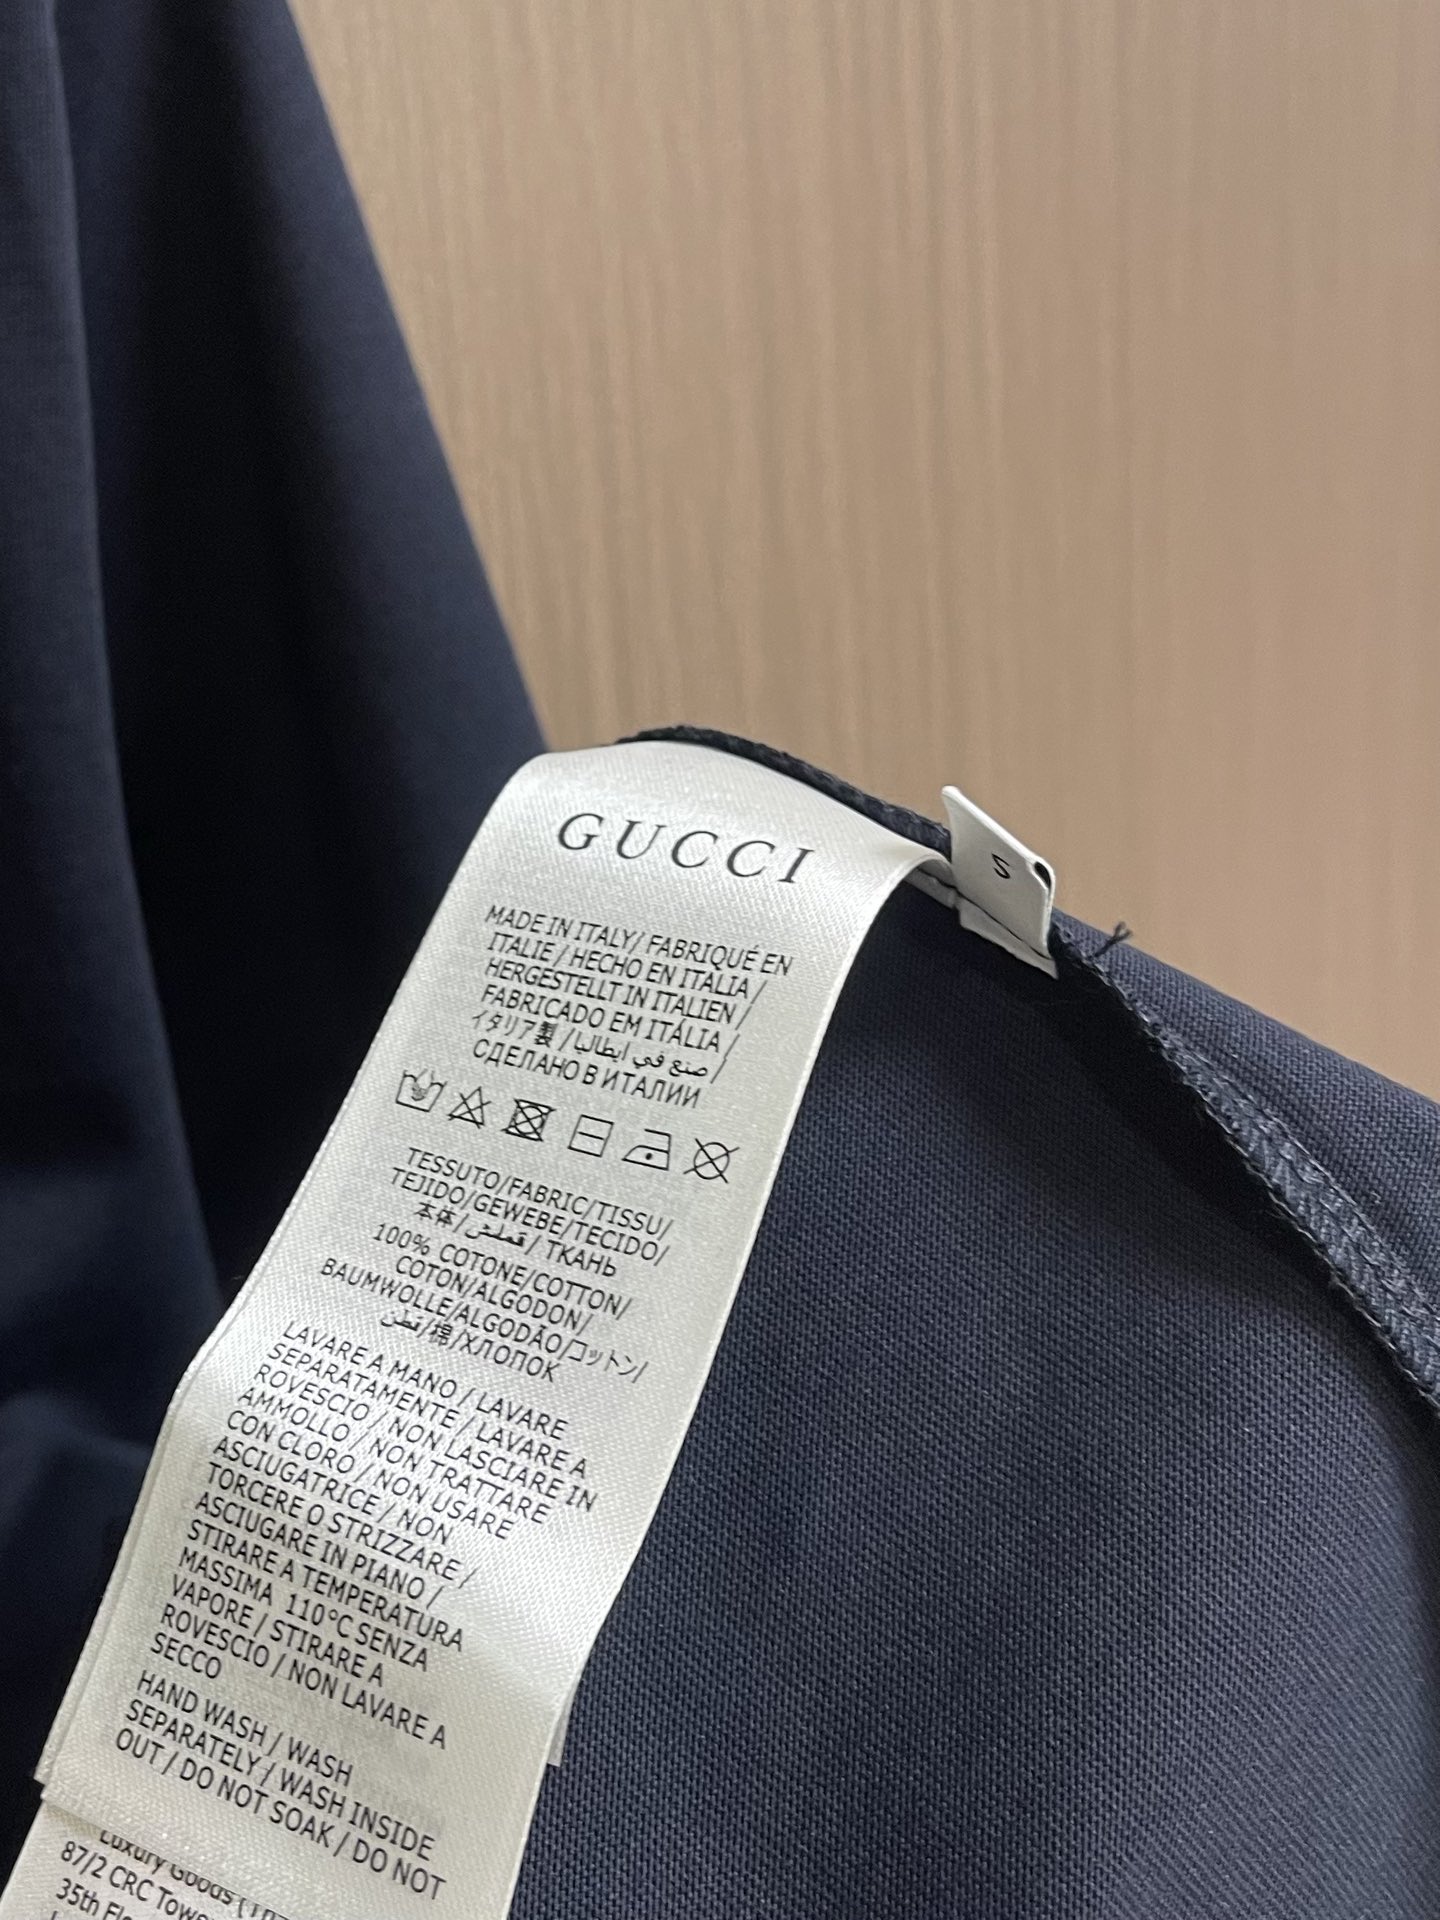 GUCCI
S
MADE IN ITALY/ FABRIQUÉ EN
ITALIE / HECHO EN ITALIA /
HERGESTELLT IN ITALIEN /
FABRICADO EM ITÁLIA /
イタリア製 / صنع في ايطاليا /
СДЕЛАНО В ИТАЛИИ
TESSUTO/FABRIC/TISSU/
TEJIDO/GEWEBE/TECIDO/
本体/قماش/ТКАНЬ
100% COTONE/COTTON/
COTON/ALGODON/
BAUMWOLLE/ALGODÃO/コットン/
قطن/棉/ХЛОПОК
LAVARE A MANO / LAVARE
SEPARATAMENTE / LAVARE A
ROVESCIO / NON LASCIARE IN
AMMOLLO / NON TRATTARE
CON CLORO / NON USARE
ASCIUGATRICE / NON
TORCERE O STRIZZARE /
ASCIUGARE IN PIANO /
STIRARE A TEMPERATURA
MASSIMA 110°C SENZA
VAPORE / STIRARE A
ROVESCIO / NON LAVARE A
SECCO
HAND WASH / WASH
SEPARATELY / WASH INSIDE
OUT / DO NOT SOAK / DO NOT
Luxury Goods
87/2 CRC Tower
35th